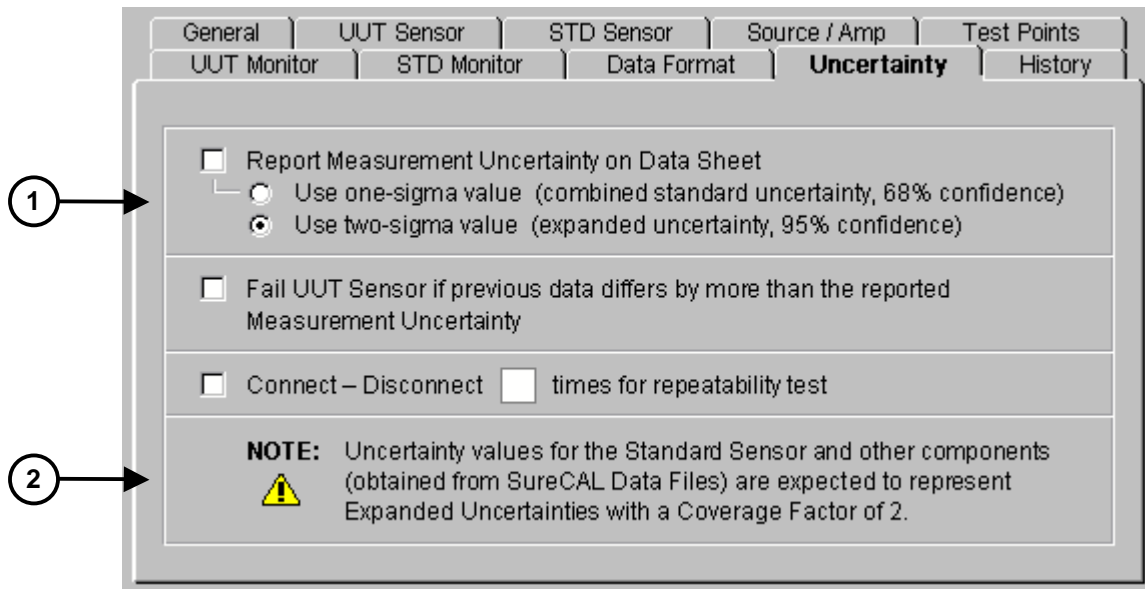 General UUT Sensor STD Sensor Source / Amp Test Points
UUT Monitor STD Monitor Data Format Uncertainty History
1
Report Measurement Uncertainty on Data Sheet
Use one-sigma value (combined standard uncertainty, 68% confidence)
Use two-sigma value (expanded uncertainty, 95% confidence)
Fail UUT Sensor if previous data differs by more than the reported
Measurement Uncertainty
Connect – Disconnect times for repeatability test
2
NOTE: Uncertainty values for the Standard Sensor and other components
(obtained from SureCAL Data Files) are expected to represent
Expanded Uncertainties with a Coverage Factor of 2.